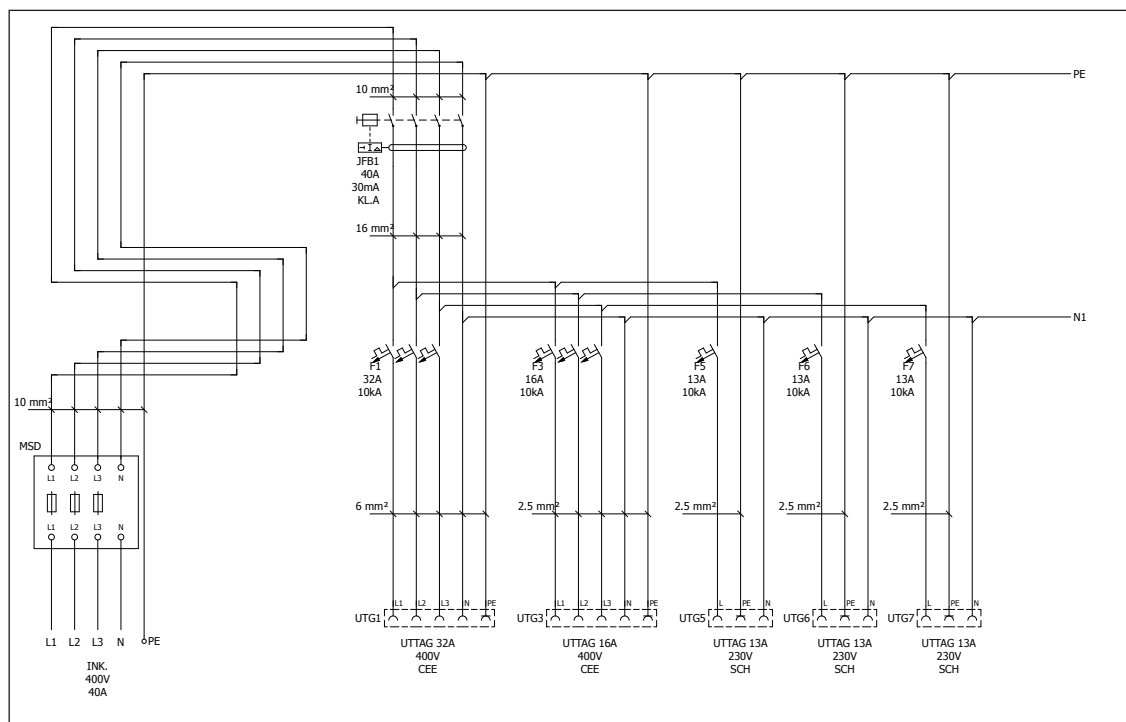 PE
10 mm²
JFB1
40A
30mA
KL.A
16 mm²
N1
F1
32A
10kA
F3
16A
10kA
F5
13A
10kA
F6
13A
10kA
F7
13A
10kA
10 mm²
MSD
L1 L2 L3 N
L1 L2 L3 N
6 mm²
2.5 mm²
2.5 mm²
2.5 mm²
2.5 mm²
L1 L2 L3 N PE
UTG1
UTTAG 32A
400V
CEE
L1 L2 L3 N PE
UTG3
UTTAG 16A
400V
CEE
L PE N
UTG5
UTTAG 13A
230V
SCH
L PE N
UTG6
UTTAG 13A
230V
SCH
L PE N
UTG7
UTTAG 13A
230V
SCH
L1 L2 L3 N PE
INK.
400V
40A